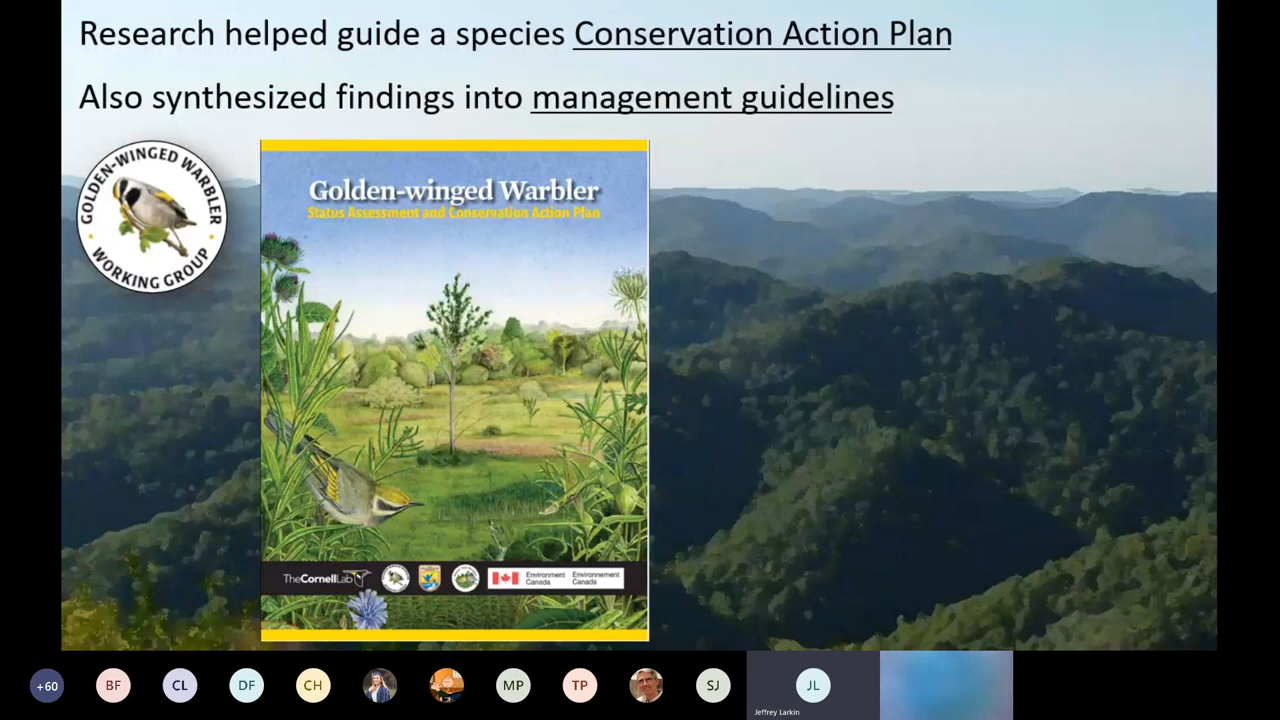 Research helped guide a species Conservation Action Plan
Also synthesized findings into management guidelines
GOLDEN-WINGED WARBLER
WORKING GROUP
Golden-winged Warbler
Status Assessment and Conservation Action Plan
TheCornellLab
Environment Canada
Environnement Canada
+60
BF
CL
DF
CH
MP
TP
SJ
JL
Jeffrey Larkin